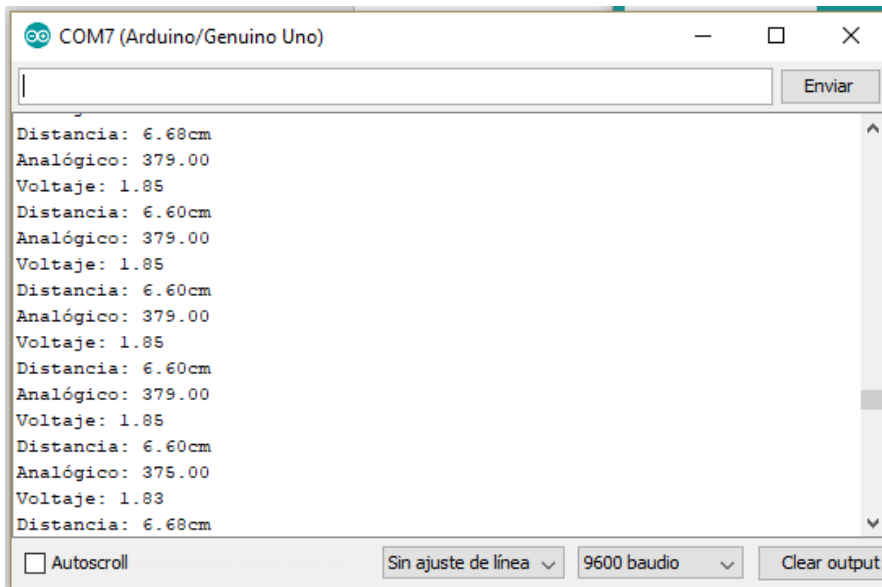 COM7 (Arduino/Genuino Uno)
Enviar
Distancia: 6.68cm
Analógico: 379.00
Voltaje: 1.85
Distancia: 6.60cm
Analógico: 379.00
Voltaje: 1.85
Distancia: 6.60cm
Analógico: 379.00
Voltaje: 1.85
Distancia: 6.60cm
Analógico: 379.00
Voltaje: 1.85
Distancia: 6.60cm
Analógico: 375.00
Voltaje: 1.83
Distancia: 6.68cm
Autoscroll
Sin ajuste de línea
9600 baudio
Clear output